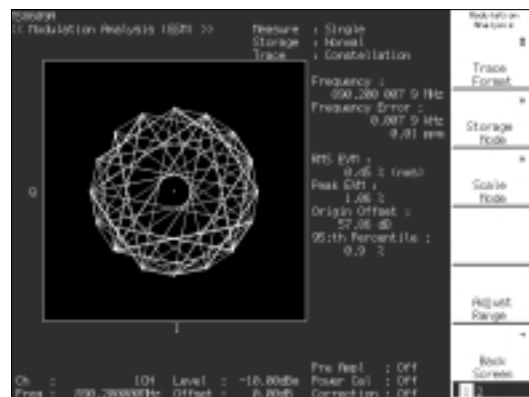 << Modulation Analysis (GSM) >>
Measure : Single
Storage : Normal
Trace : Constellation
Frequency :
890.200 007 9 MHz
Frequency Error :
0.007 9 kHz
0.01 ppm
RMS EVM :
0.45 % (rms)
Peak EVM :
1.06 %
Origin Offset :
57.06 dB
95:th Percentile :
0.9 %
Q
I
Pre Ampl : Off
Ch : 1CH Level : -10.00dBm Power Cal : Off
Freq : 890.200000MHz Offset : 0.00dB Correction : Off
Modulation
Analysis
Trace
Format
Storage
Mode
Scale
Mode
Adjust
Range
Back
Screen
1 2